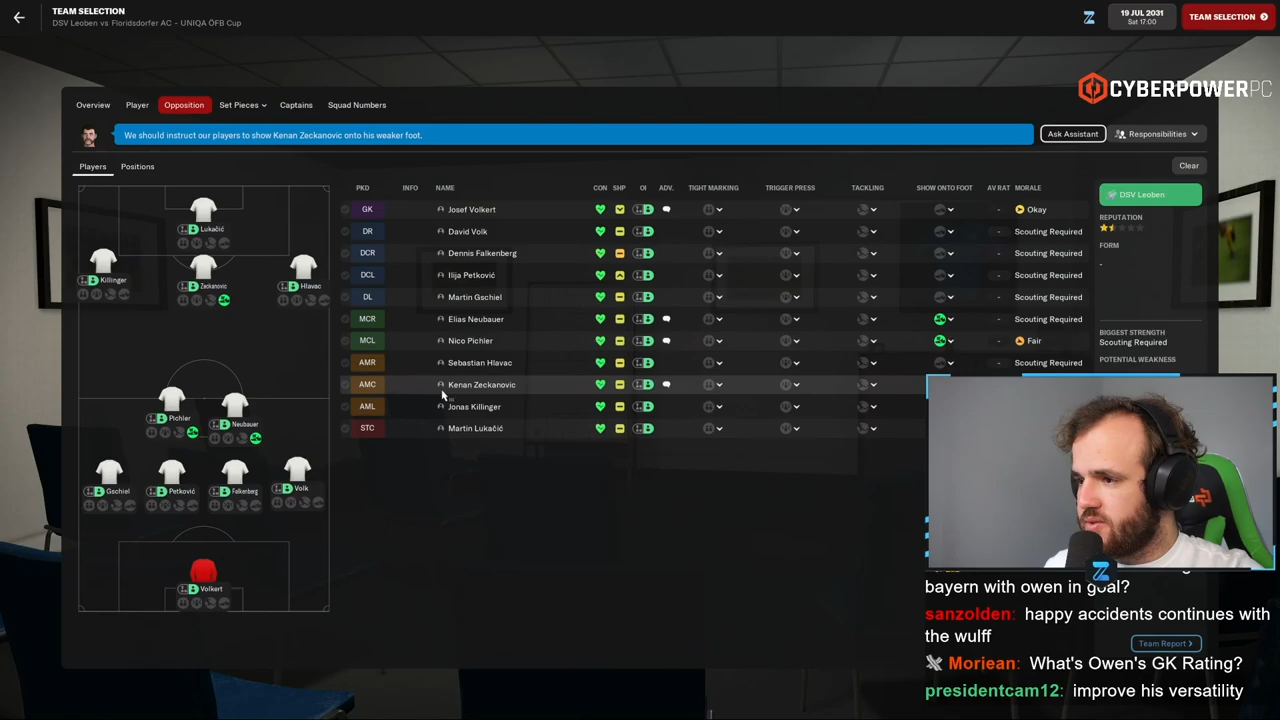 TEAM SELECTION
DSV Leoben vs Floridsdorfer AC - UNIQA ÖFB Cup
19 JUL 2031
Sat 17:00
TEAM SELECTION
CYBERPOWERPC
Overview Player Opposition Set Pieces Captains Squad Numbers
We should instruct our players to show Kenan Zeckanovic onto his weaker foot.
Ask Assistant Responsibilities
Players Positions
Clear
PKD INFO NAME CON SHP OI ADV. TIGHT MARKING TRIGGER PRESS TACKLING SHOW ONTO FOOT AV RAT MORALE
GK Josef Volkert - Okay
DR David Volk - Scouting Required
DCR Dennis Falkenberg - Scouting Required
DCL Ilija Petković - Scouting Required
DL Martin Gschiel - Scouting Required
MCR Elias Neubauer - Scouting Required
MCL Nico Pichler - Fair
AMR Sebastian Hlavac - Scouting Required
AMC Kenan Zeckanovic
AML Jonas Killinger
STC Martin Lukačić
DSV Leoben
REPUTATION
FORM
-
BIGGEST STRENGTH
Scouting Required
POTENTIAL WEAKNESS
Lukačić
Killinger
Zeckanovic
Hlavac
Pichler
Neubauer
Gschiel
Petković
Falkenberg
Volk
Volkert
bayern with owen in goal?
sanzolden: happy accidents continues with
the wulff
Team Report
Moriean: What's Owen's GK Rating?
presidentcam12: improve his versatility